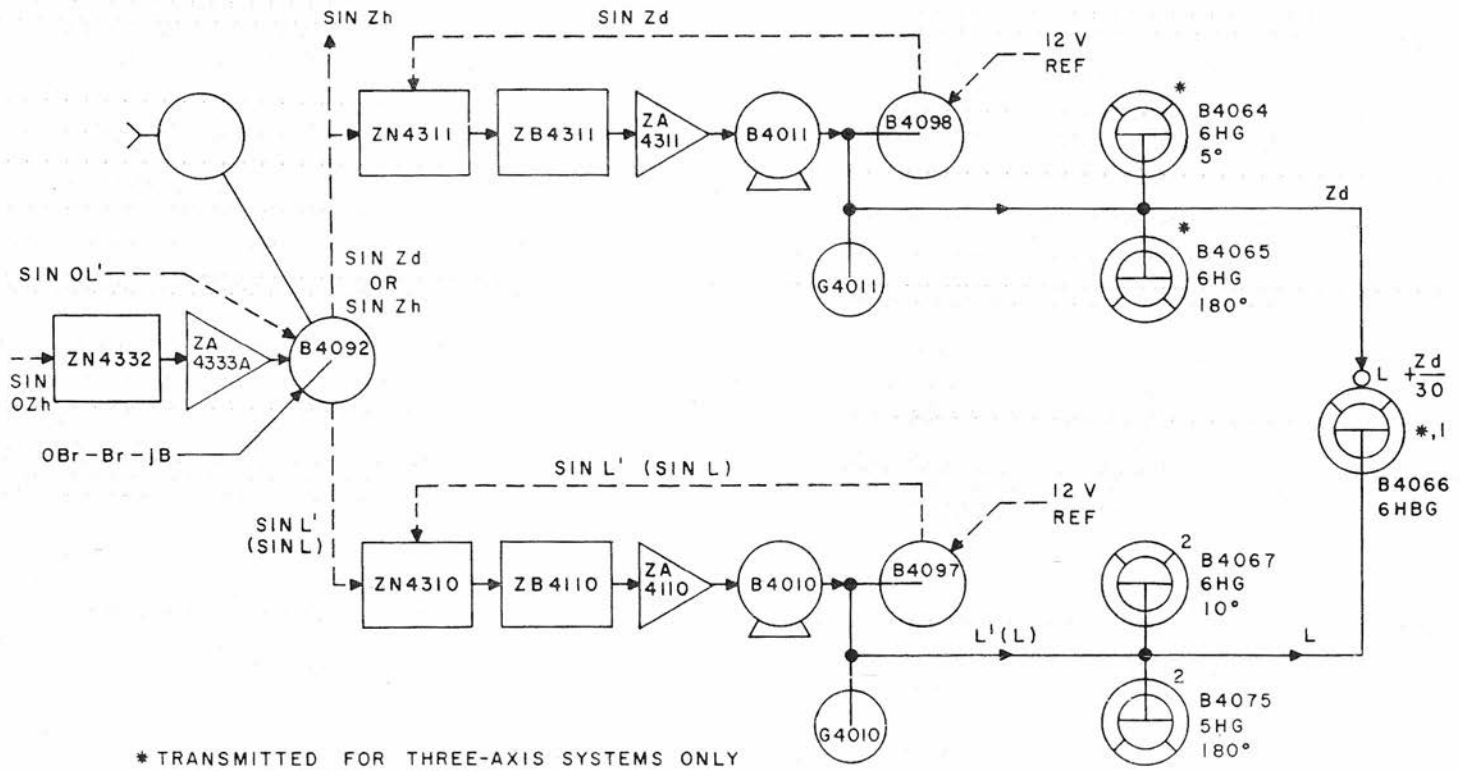 SIN Zh
SIN Zd
12 V
REF
ZN4311
ZB4311
ZA
4311
B4011
B4098
*
B4064
6HG
5°
Zd
*
B4065
6HG
180°
G4011
SIN OL'
SIN Zd
OR
SIN Zh
ZN4332
ZA
4333A
B4092
SIN
OZh
OBr-Br-jB
L + Zd
30
*,1
B4066
6HBG
SIN L' (SIN L)
12 V
REF
SIN L'
(SIN L)
ZN4310
ZB4110
ZA
4110
B4010
B4097
2
B4067
6HG
10°
L'(L)
L
2
B4075
5HG
180°
G4010
* TRANSMITTED FOR THREE-AXIS SYSTEMS ONLY